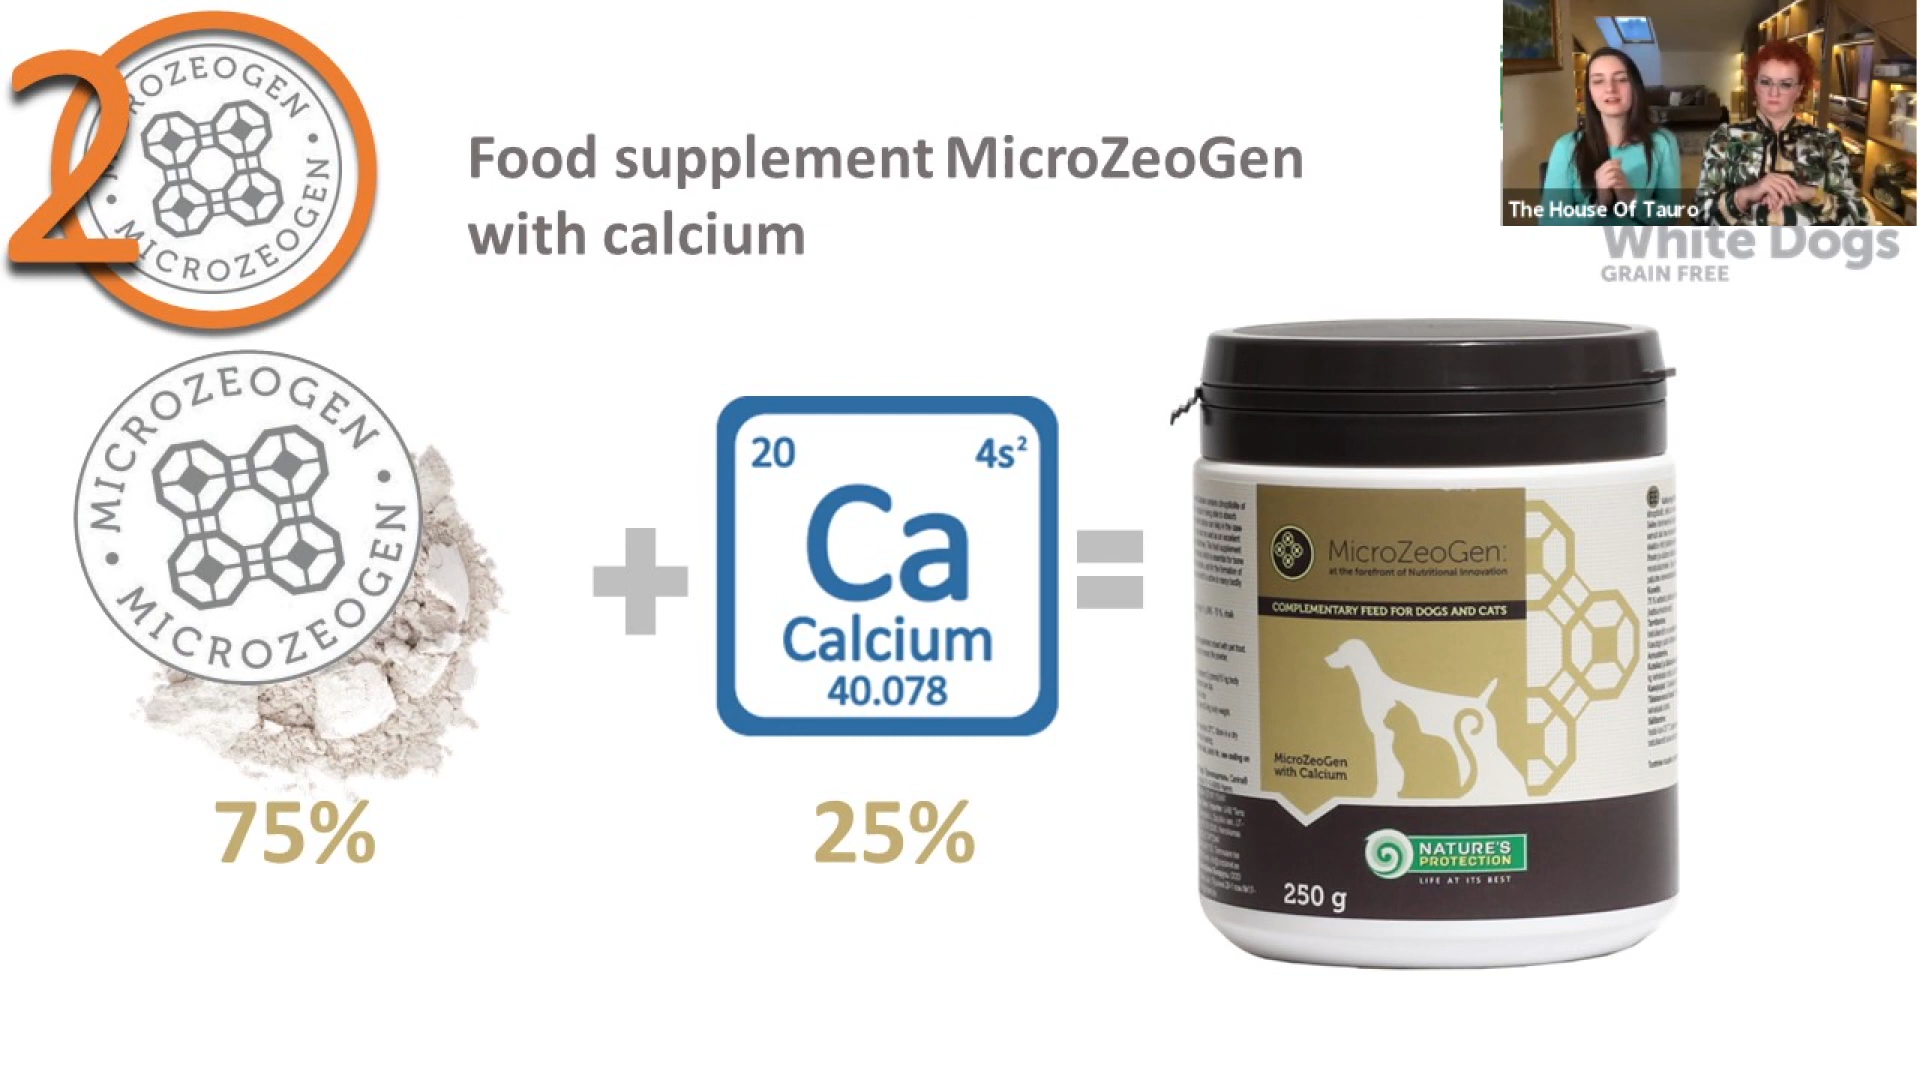 2
MICROZEOGEN • MICROZEOGEN •
Food supplement MicroZeoGen
with calcium
The House Of Tauro
White Dogs
GRAIN FREE
MICROZEOGEN • MICROZEOGEN •
75%
+
20
4s²
Ca
Calcium
40.078
25%
=
MicroZeoGen:
at the forefront of Nutritional Innovation
COMPLEMENTARY FEED FOR DOGS AND CATS
MicroZeoGen
with Calcium
NATURE'S
PROTECTION
LIFE AT ITS BEST
250 g